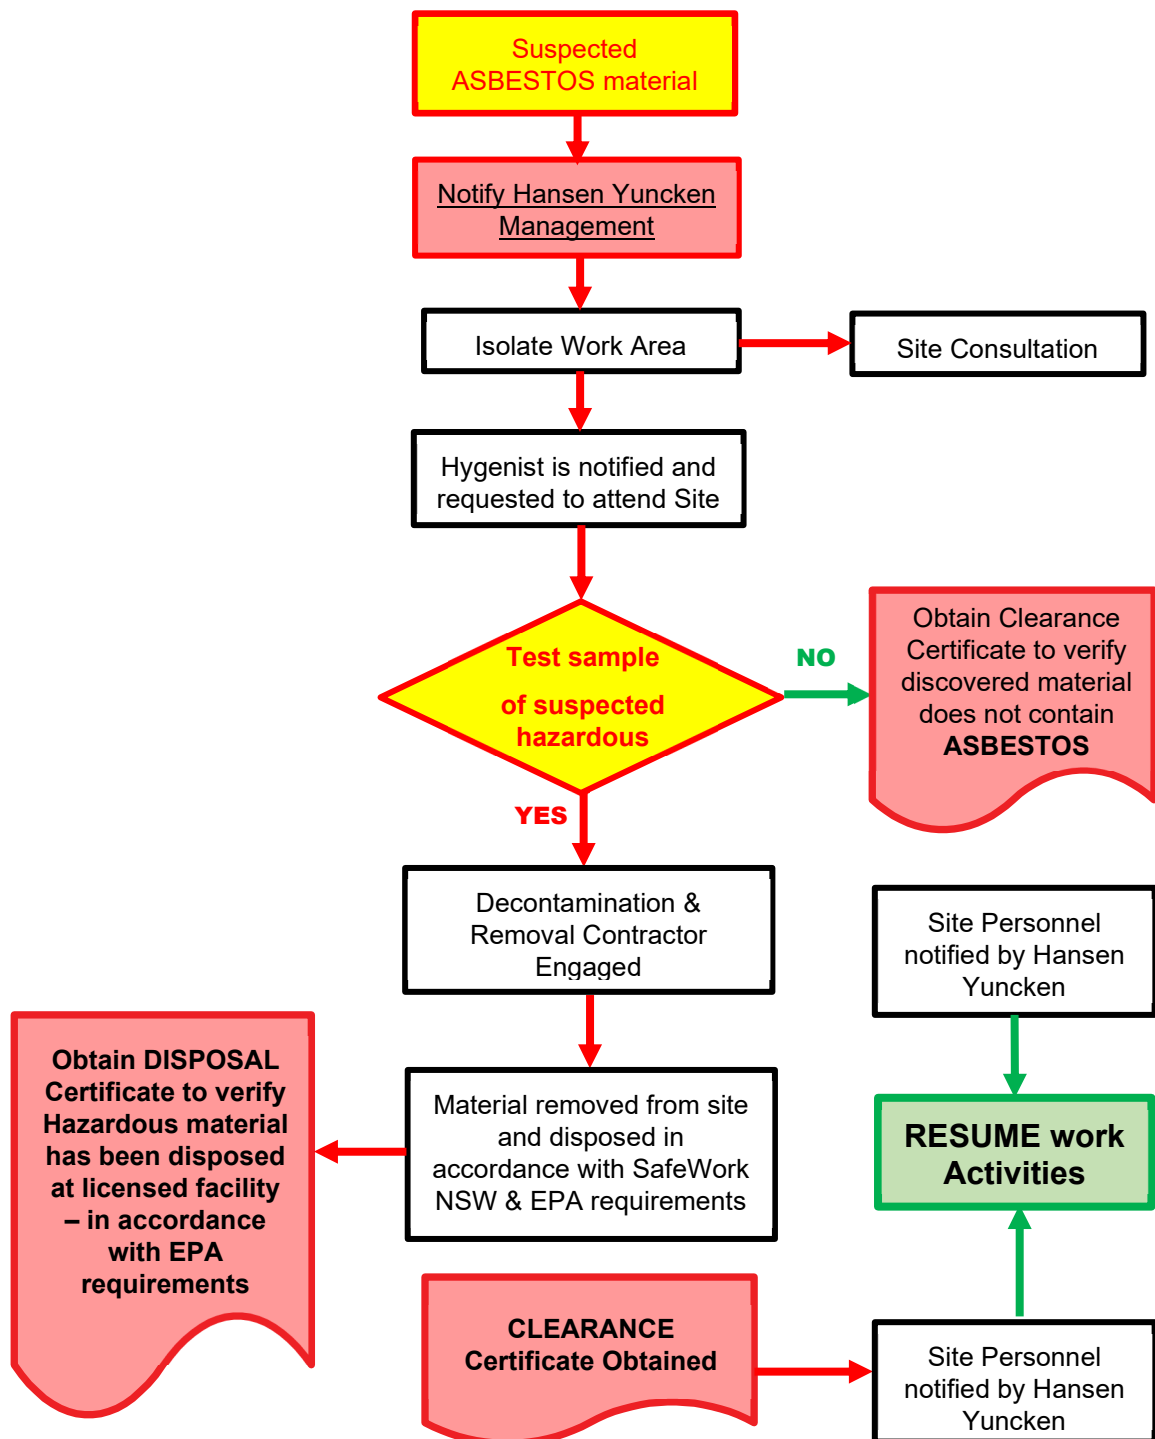 Suspected
ASBESTOS material
Notify Hansen Yuncken
Management
Isolate Work Area
Site Consultation
Hygenist is notified and
requested to attend Site
Test sample
of suspected
hazardous
NO
Obtain Clearance
Certificate to verify
discovered material
does not contain
ASBESTOS
YES
Decontamination &
Removal Contractor
Engaged
Site Personnel
notified by Hansen
Yuncken
Obtain DISPOSAL
Certificate to verify
Hazardous material
has been disposed
at licensed facility
– in accordance
with EPA
requirements
Material removed from site
and disposed in
accordance with SafeWork
NSW & EPA requirements
RESUME work
Activities
CLEARANCE
Certificate Obtained
Site Personnel
notified by Hansen
Yuncken